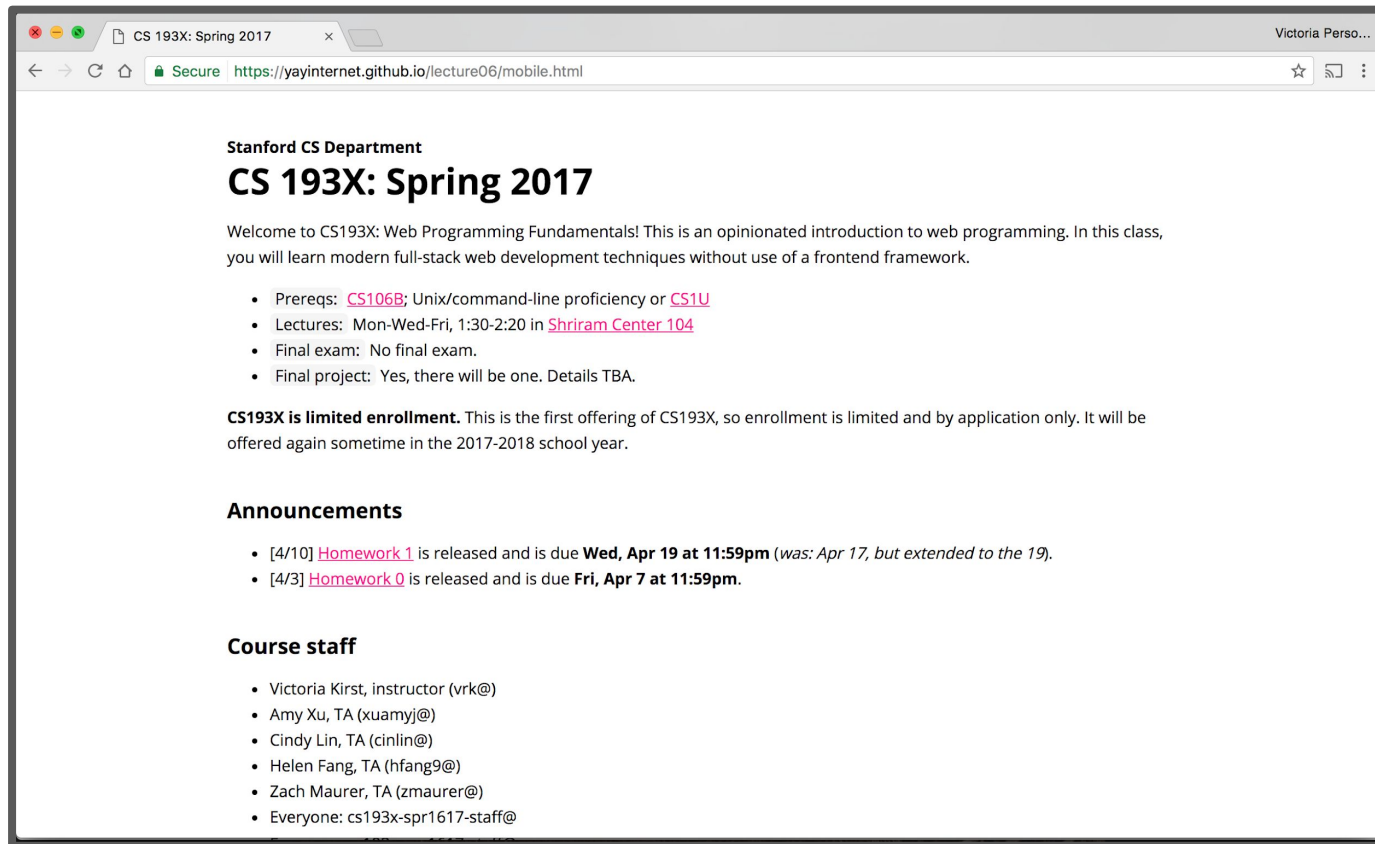 CS 193X: Spring 2017
Victoria Perso...
Secure https://yayinternet.github.io/lecture06/mobile.html
Stanford CS Department
CS 193X: Spring 2017
Welcome to CS193X: Web Programming Fundamentals! This is an opinionated introduction to web programming. In this class,
you will learn modern full-stack web development techniques without use of a frontend framework.
Prereqs: CS106B; Unix/command-line proficiency or CS1U
Lectures: Mon-Wed-Fri, 1:30-2:20 in Shriram Center 104
Final exam: No final exam.
Final project: Yes, there will be one. Details TBA.
CS193X is limited enrollment. This is the first offering of CS193X, so enrollment is limited and by application only. It will be
offered again sometime in the 2017-2018 school year.
Announcements
[4/10] Homework 1 is released and is due Wed, Apr 19 at 11:59pm (was: Apr 17, but extended to the 19).
[4/3] Homework 0 is released and is due Fri, Apr 7 at 11:59pm.
Course staff
Victoria Kirst, instructor (vrk@)
Amy Xu, TA (xuamyj@)
Cindy Lin, TA (cinlin@)
Helen Fang, TA (hfang9@)
Zach Maurer, TA (zmaurer@)
Everyone: cs193x-spr1617-staff@